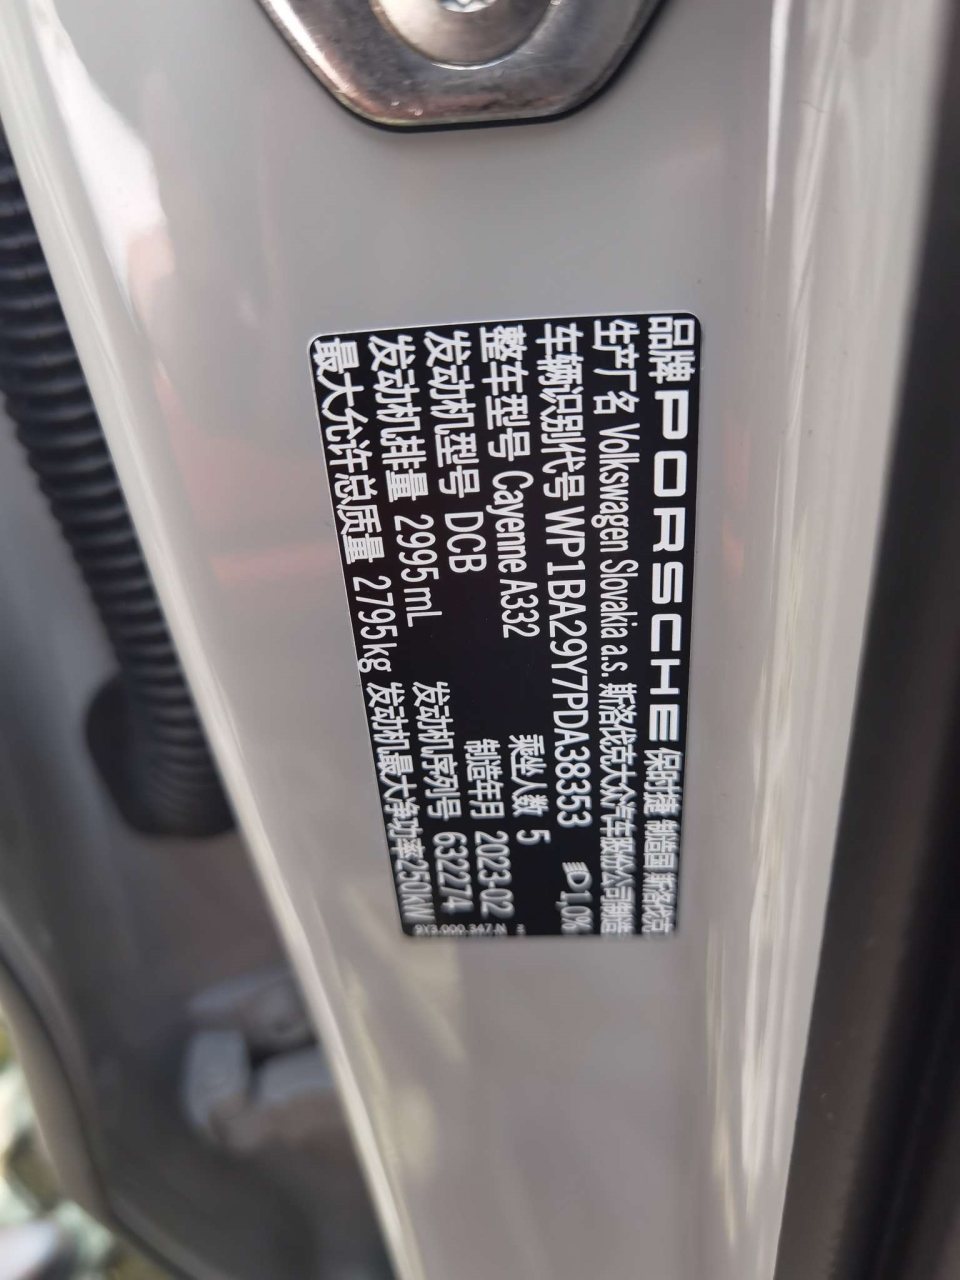 品牌 PORSCHE 保时捷 制造国 斯洛伐克
生产厂名 Volkswagen Slovakia a.s. 斯洛伐克大众汽车股份公司制造
车辆识别代号 WP1BA29Y7PDA38353 1,0%
整车型号 Cayenne A332 乘坐人数 5
发动机型号 DCB 制造年月 2023-02
发动机排量 2995mL 发动机序列号 632274
最大允许总质量 2795kg 发动机最大净功率250kW
9Y3.000.347.N